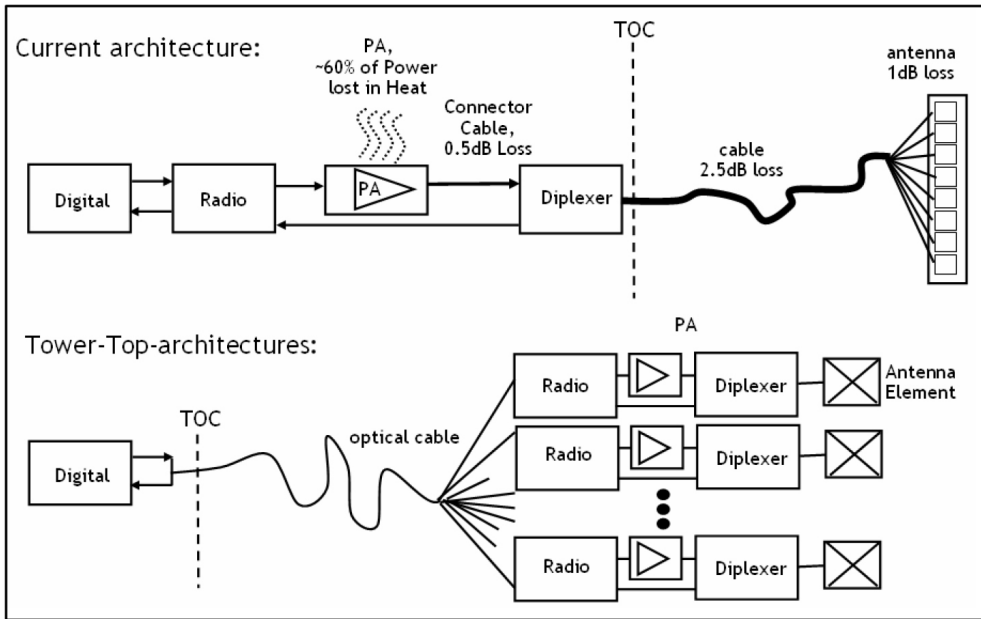 Current architecture:
PA,
~60% of Power
lost in Heat
Connector
Cable,
0.5dB Loss
TOC
antenna
1dB loss
cable
2.5dB loss
Digital
Radio
PA
Diplexer
Tower-Top-architectures:
PA
TOC
optical cable
Digital
Radio
Diplexer
Antenna
Element
Radio
Diplexer
Radio
Diplexer